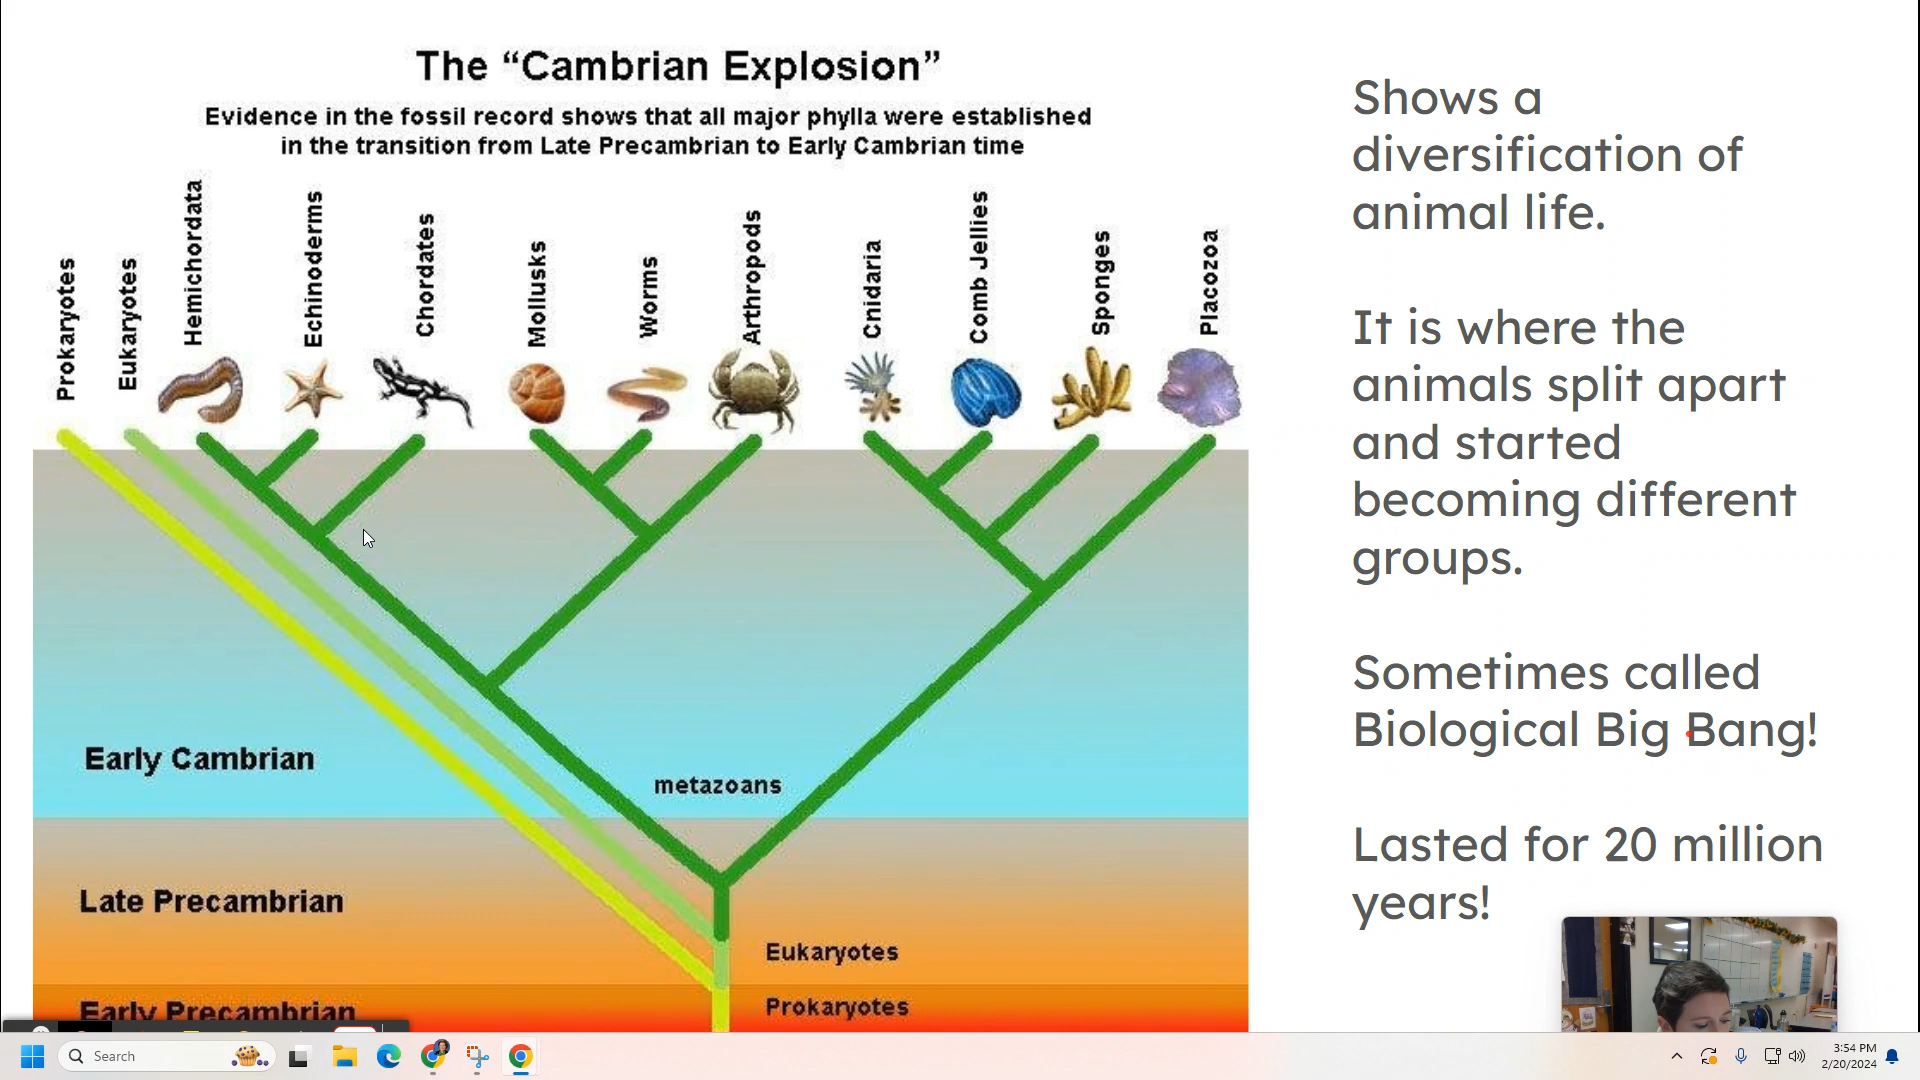 The “Cambrian Explosion”
Evidence in the fossil record shows that all major phylla were established
in the transition from Late Precambrian to Early Cambrian time
Prokaryotes
Eukaryotes
Hemichordata
Echinoderms
Chordates
Mollusks
Worms
Arthropods
Cnidaria
Comb Jellies
Sponges
Placozoa
Early Cambrian
metazoans
Late Precambrian
Eukaryotes
Early Precambrian
Prokaryotes
Shows a
diversification of
animal life.
It is where the
animals split apart
and started
becoming different
groups.
Sometimes called
Biological Big Bang!
Lasted for 20 million
years!
Search
3:54 PM
2/20/2024